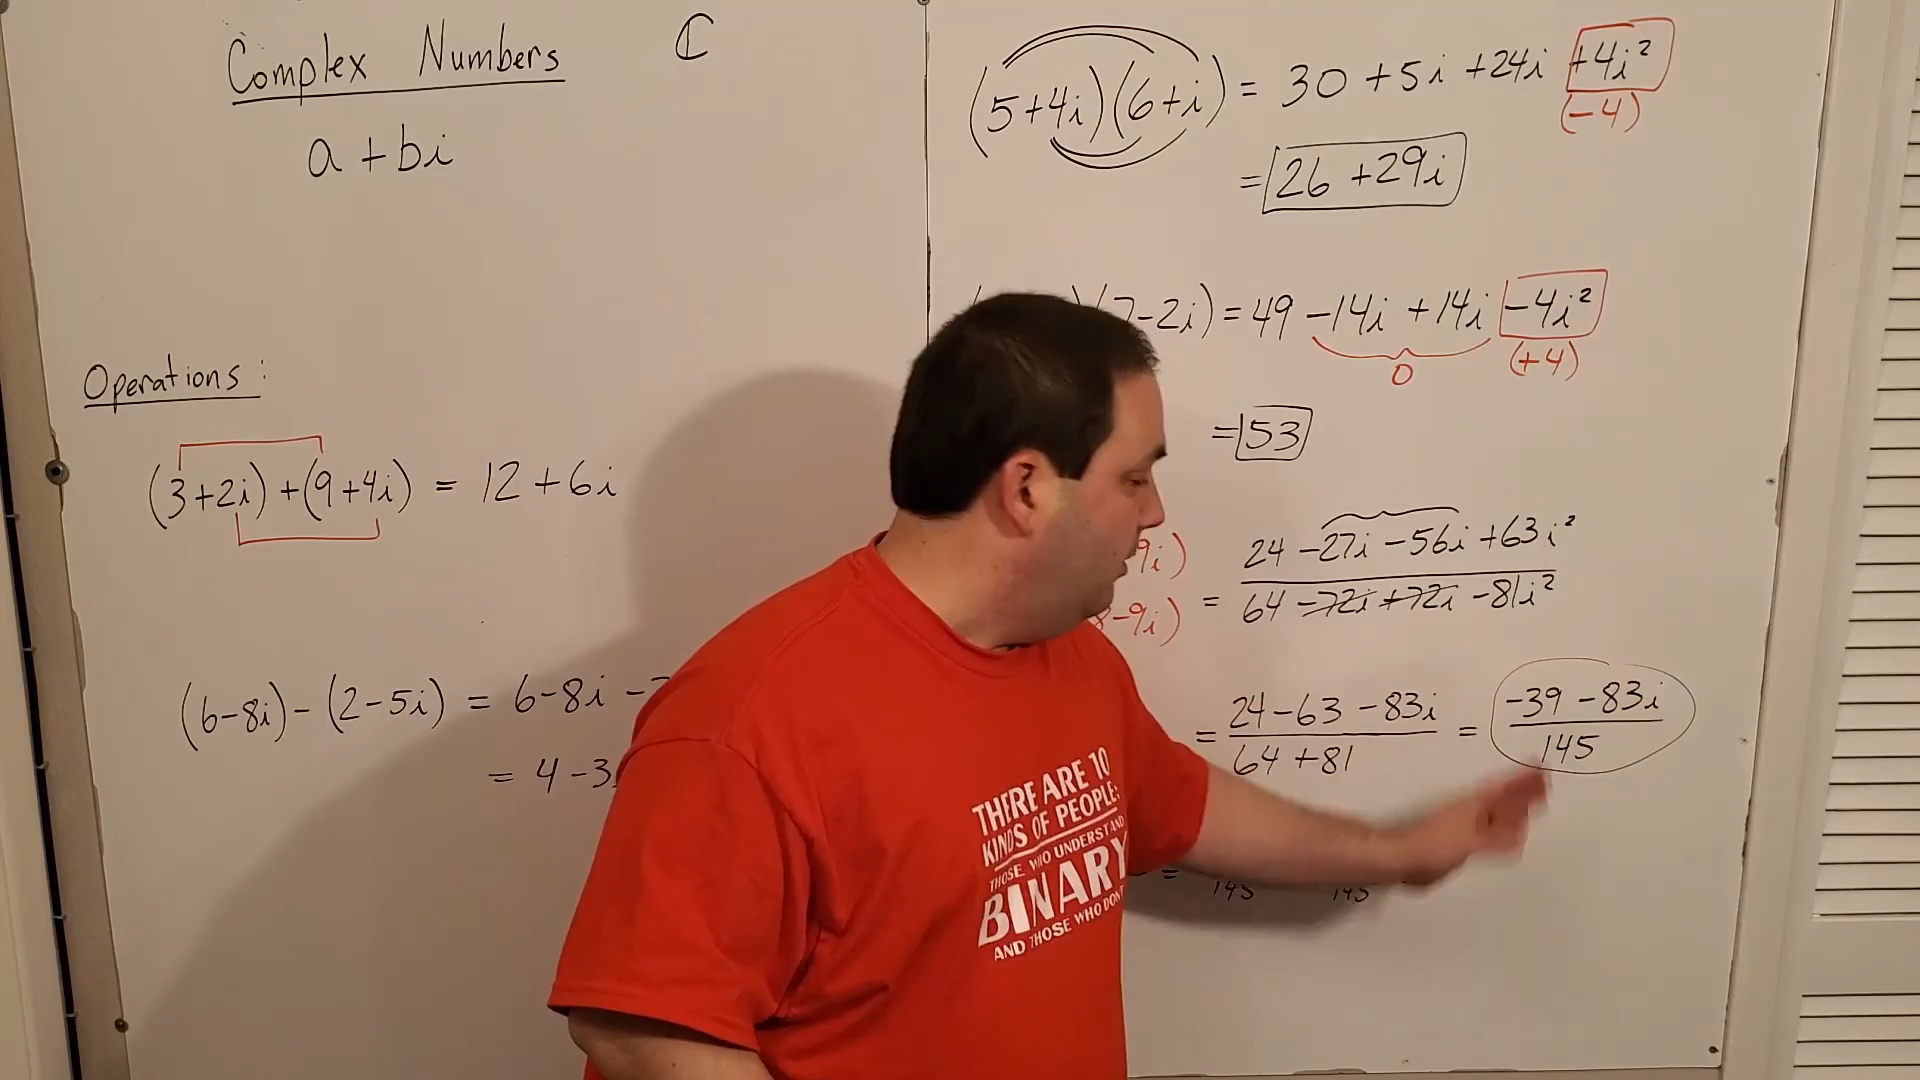 Complex Numbers ℂ
a + bi
Operations:
(3+2i) + (9+4i) = 12 + 6i
(6-8i) - (2-5i) = 6-8i -
= 4 - 3
(5+4i)(6+i) = 30 + 5i + 24i + 4i²
(-4)
= 26 + 29i
7-2i) = 49 - 14i + 14i - 4i²
0 (+4)
= 53
9i) 24 - 27i - 56i + 63i²
8-9i) = 64 - 72i + 72i - 81i²
= 24 - 63 - 83i = -39 - 83i
64 + 81 145
=
145 145
THERE ARE 10
KINDS OF PEOPLE:
THOSE WHO UNDERSTAND
BINARY
AND THOSE WHO DON'T